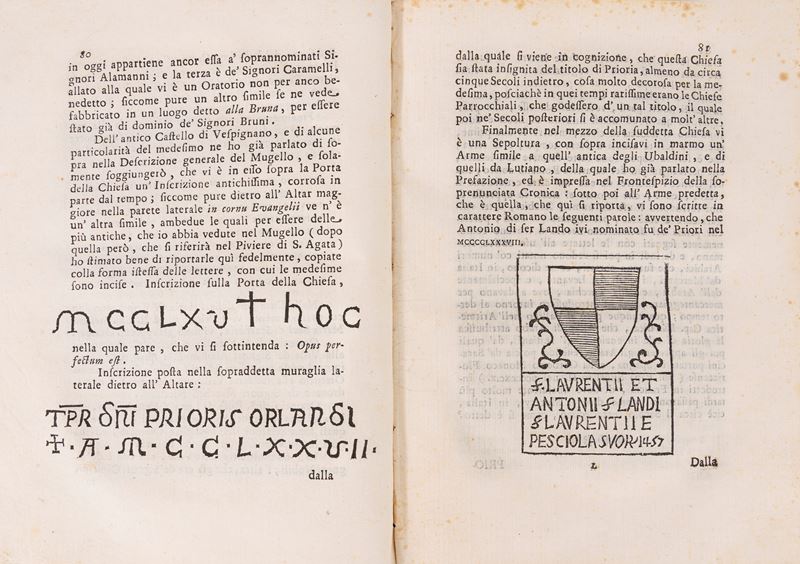 80
in oggi appartiene ancor eſſa a' ſoprannominati Si-
gnori Alamanni; e la terza è de' Signori Caramelli,
allato alla quale vi è un Oratorio non per anco be-
nedetto; ſiccome pure un altro ſimile ſe ne vede
fabbricato in un luogo detto alla Bruna, per eſſere
ſtato già di dominio de' Signori Bruni.
Dell' antico Caſtello di Veſpignano, e di alcune
particolarità del medeſimo ne ho già parlato di ſo-
pra nella Deſcrizione generale del Mugello, e ſola-
mente ſoggiungerò, che vi è in eſſo ſopra la Porta
della Chieſa un' Inſcrizione antichiſſima, corroſa in
parte dal tempo; ſiccome pure dietro all' Altar mag-
giore nella parete laterale in cornu Evangelii ve n' è
un' altra ſimile, ambedue le quali per eſſere delle
più antiche, che io abbia vedute nel Mugello (dopo
quella però, che ſi riferirà nel Piviere di S. Agata)
ho ſtimato bene di riportarle quì fedelmente, copiate
colla forma iſteſſa delle lettere, con cui le medeſime
ſono inciſe. Inſcrizione ſulla Porta della Chieſa,
MCCLXV † HOC
nella quale pare, che vi ſi ſottintenda: Opus per-
fectum eſt.
Inſcrizione poſta nella ſopraddetta muraglia la-
terale dietro all' Altare:
TPR DNI PRIORIS ORLANDI
✝·A·M·C·C·L·X·X·V·II·
dalla
81
dalla quale ſi viene in cognizione, che queſta Chieſa
ſia ſtata inſignita del titolo di Prioria, almeno da circa
cinque Secoli indietro, coſa molto decoroſa per la me-
deſima, poſciachè in quei tempi rariſſime erano le Chieſe
Parrocchiali, che godeſſero d' un tal titolo, il quale
poi ne' Secoli poſteriori ſi è accomunato a molt' altre.
Finalmente nel mezzo della ſuddetta Chieſa vi
è una Sepoltura, con ſopra inciſavi in marmo un'
Arme ſimile a quell' antica degli Ubaldini, e di
quelli da Lutiano, della quale ho già parlato nella
Prefazione, ed è impreſſa nel Fronteſpizio della ſo-
prenunciata Cronica: ſotto poi all' Arme predetta,
che è quella, che quì ſi riporta, vi ſono ſcritte in
carattere Romano le ſeguenti parole: avvertendo, che
Antonio di ſer Lando ivi nominato fu de' Priori nel
MCCCCLXXXVIII.
S. LAVRENTII ET
ANTONII S LANDI
S LAVRENTII E
PESCIOLA SVOR·1457
L
Dalla